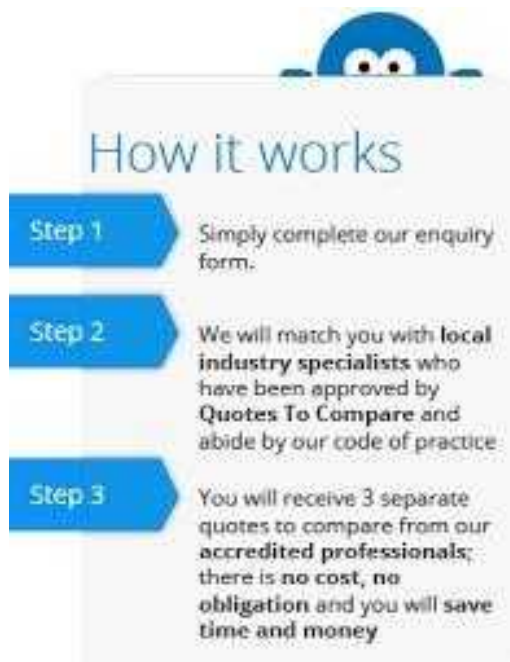 How it works
Step 1
Simply complete our enquiry
form.
Step 2
We will match you with local
industry specialists who
have been approved by
Quotes To Compare and
abide by our code of practice
Step 3
You will receive 3 separate
quotes to compare from our
accredited professionals;
there is no cost, no
obligation and you will save
time and money